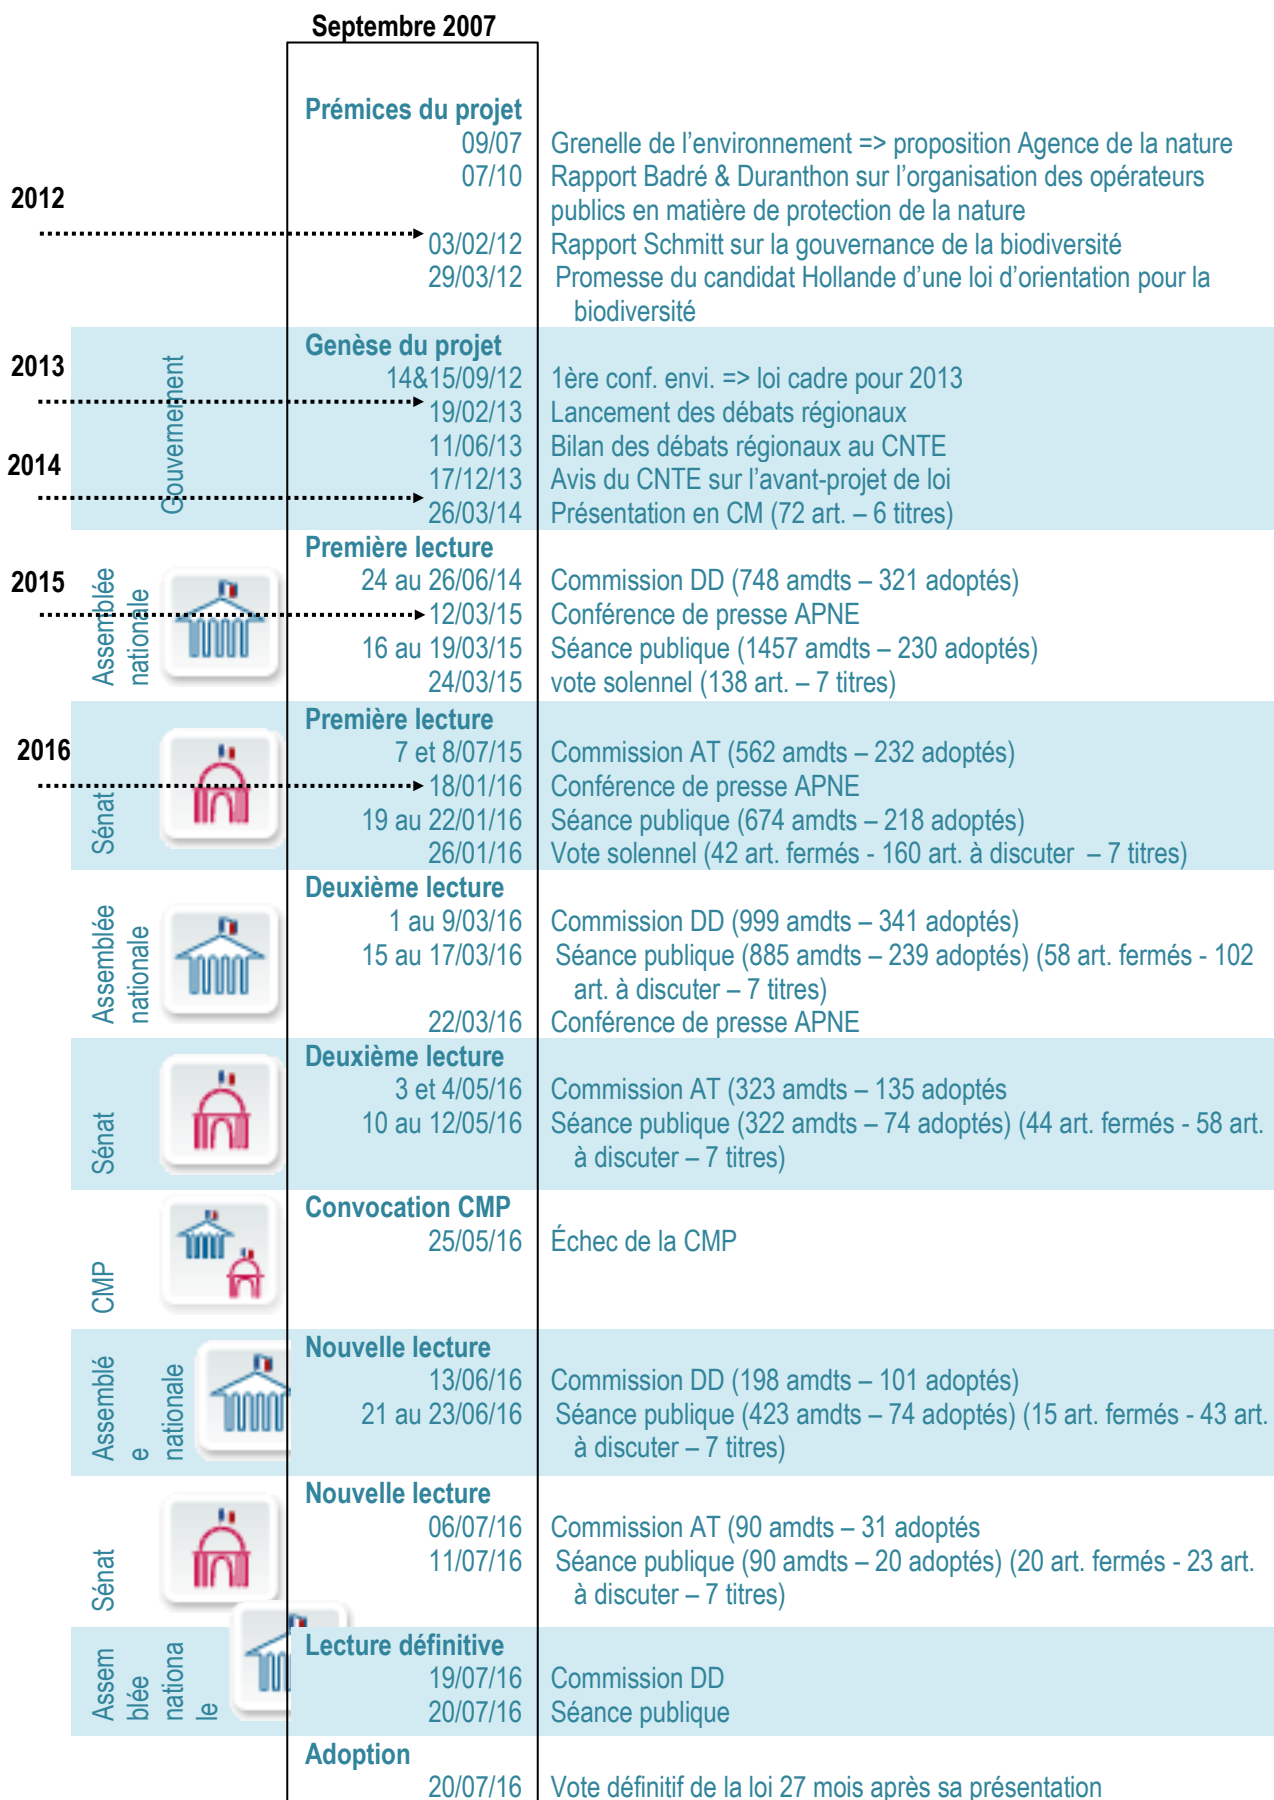 Septembre 2007
Prémices du projet
09/07 Grenelle de l'environnement => proposition Agence de la nature
07/10 Rapport Badré & Duranthon sur l'organisation des opérateurs
publics en matière de protection de la nature
2012
03/02/12 Rapport Schmitt sur la gouvernance de la biodiversité
29/03/12 Promesse du candidat Hollande d'une loi d'orientation pour la
biodiversité
Gouvernement
Genèse du projet
2013
14&15/09/12 1ère conf. envi. => loi cadre pour 2013
19/02/13 Lancement des débats régionaux
11/06/13 Bilan des débats régionaux au CNTE
2014
17/12/13 Avis du CNTE sur l'avant-projet de loi
26/03/14 Présentation en CM (72 art. – 6 titres)
Assemblée
nationale
Première lecture
2015
24 au 26/06/14 Commission DD (748 amdts – 321 adoptés)
12/03/15 Conférence de presse APNE
16 au 19/03/15 Séance publique (1457 amdts – 230 adoptés)
24/03/15 vote solennel (138 art. – 7 titres)
Sénat
Première lecture
2016
7 et 8/07/15 Commission AT (562 amdts – 232 adoptés)
18/01/16 Conférence de presse APNE
19 au 22/01/16 Séance publique (674 amdts – 218 adoptés)
26/01/16 Vote solennel (42 art. fermés - 160 art. à discuter – 7 titres)
Assemblée
nationale
Deuxième lecture
1 au 9/03/16 Commission DD (999 amdts – 341 adoptés)
15 au 17/03/16 Séance publique (885 amdts – 239 adoptés) (58 art. fermés - 102
art. à discuter – 7 titres)
22/03/16 Conférence de presse APNE
Sénat
Deuxième lecture
3 et 4/05/16 Commission AT (323 amdts – 135 adoptés
10 au 12/05/16 Séance publique (322 amdts – 74 adoptés) (44 art. fermés - 58 art.
à discuter – 7 titres)
CMP
Convocation CMP
25/05/16 Échec de la CMP
Assemblé
e
nationale
Nouvelle lecture
13/06/16 Commission DD (198 amdts – 101 adoptés)
21 au 23/06/16 Séance publique (423 amdts – 74 adoptés) (15 art. fermés - 43 art.
à discuter – 7 titres)
Sénat
Nouvelle lecture
06/07/16 Commission AT (90 amdts – 31 adoptés
11/07/16 Séance publique (90 amdts – 20 adoptés) (20 art. fermés - 23 art.
à discuter – 7 titres)
Assem
blée
nationa
le
Lecture définitive
19/07/16 Commission DD
20/07/16 Séance publique
Adoption
20/07/16 Vote définitif de la loi 27 mois après sa présentation